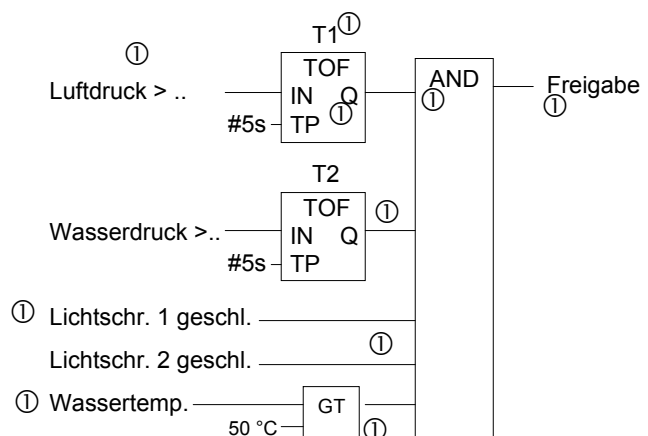 T1①
①
TOF
AND
Luftdruck > ..
IN Q
Freigabe
①
①
①
#5s
TP
T2
TOF
①
Wasserdruck >..
IN Q
#5s
TP
① Lichtschr. 1 geschl.
Lichtschr. 2 geschl.
①
① Wassertemp.
GT
50 °C
①